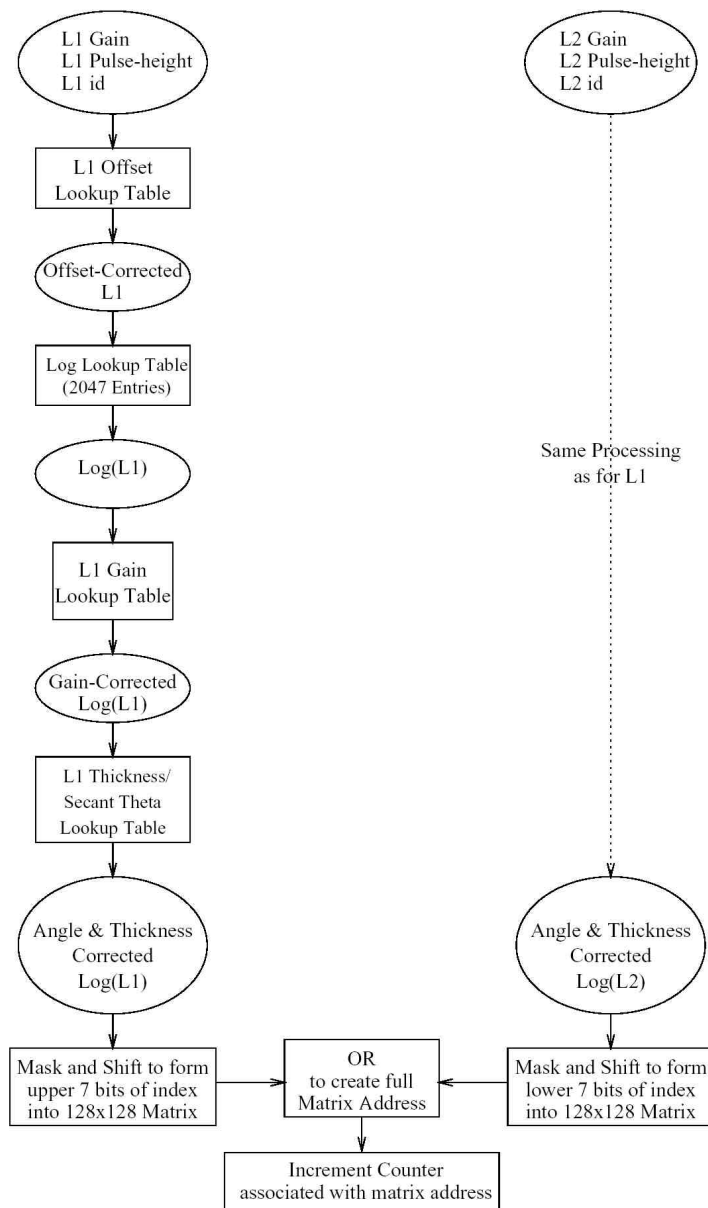 L1 Gain
L1 Pulse-height
L1 id
L2 Gain
L2 Pulse-height
L2 id
L1 Offset
Lookup Table
Offset-Corrected
L1
Log Lookup Table
(2047 Entries)
Log(L1)
Same Processing
as for L1
L1 Gain
Lookup Table
Gain-Corrected
Log(L1)
L1 Thickness/
Secant Theta
Lookup Table
Angle & Thickness
Corrected
Log(L1)
Angle & Thickness
Corrected
Log(L2)
Mask and Shift to form
upper 7 bits of index
into 128x128 Matrix
OR
to create full
Matrix Address
Mask and Shift to form
lower 7 bits of index
into 128x128 Matrix
Increment Counter
associated with matrix address